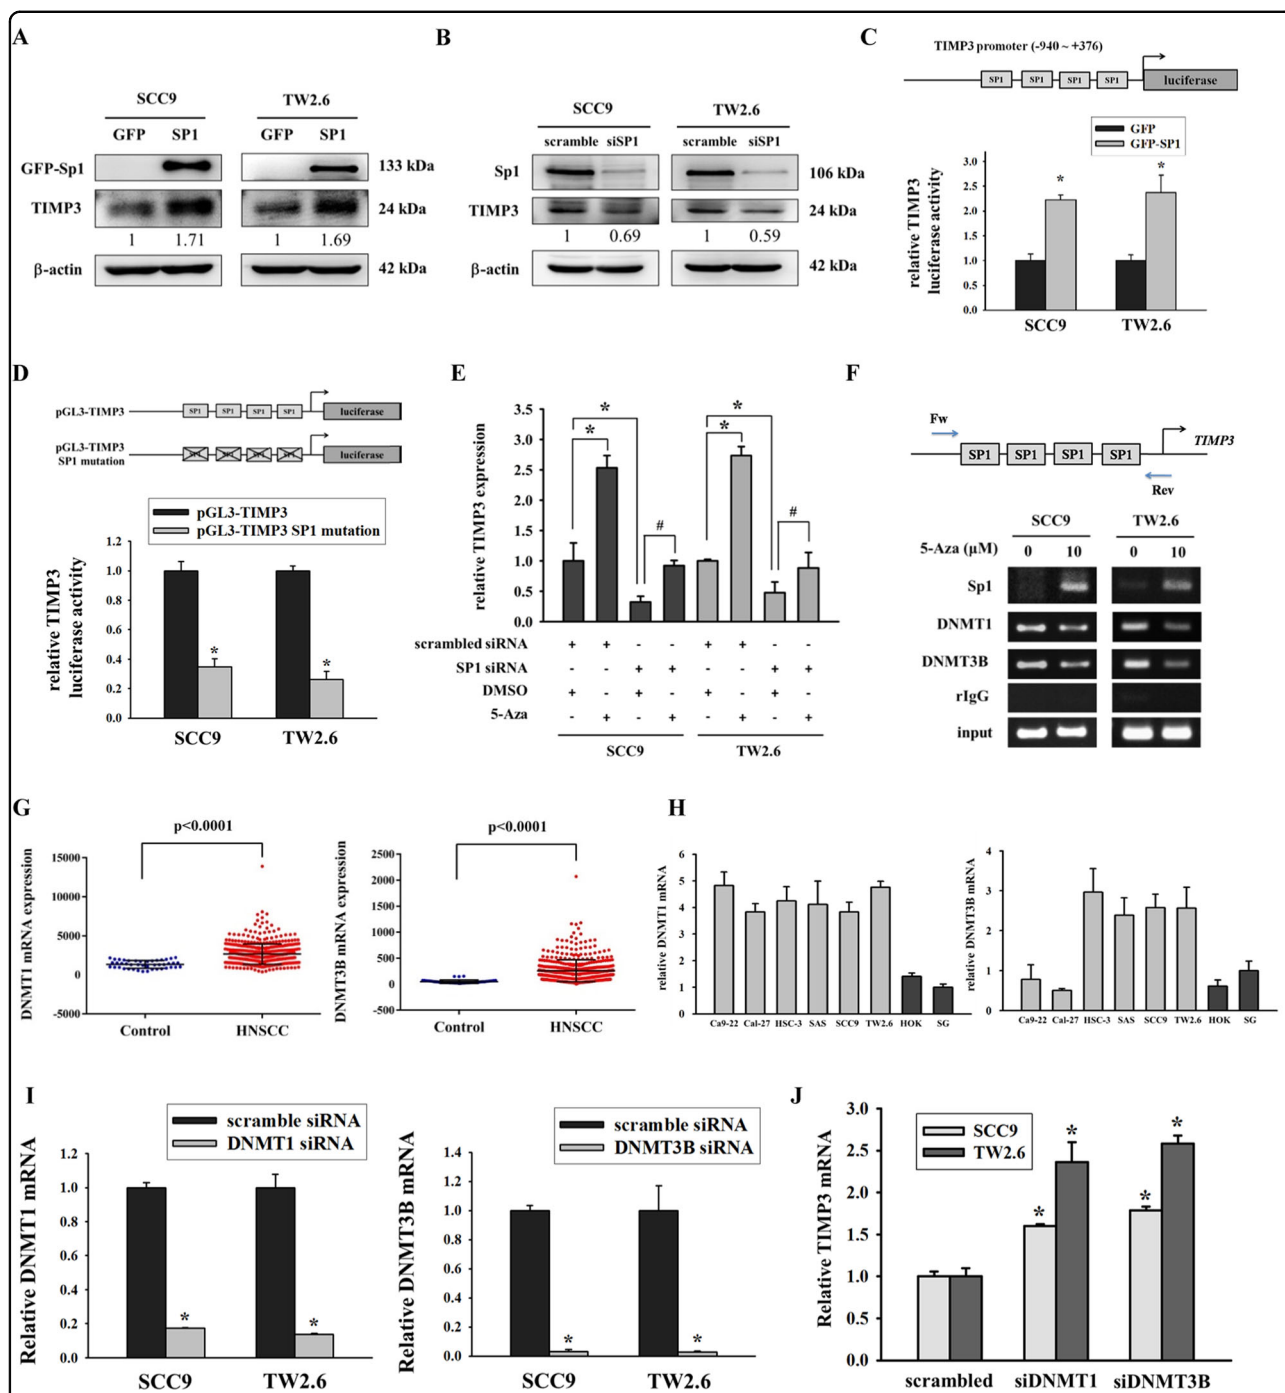 A
SCC9 TW2.6
GFP SP1 GFP SP1
GFP-Sp1 133 kDa
TIMP3 24 kDa
1 1.71 1 1.69
β-actin 42 kDa
B
SCC9 TW2.6
scramble siSP1 scramble siSP1
Sp1 106 kDa
TIMP3 24 kDa
1 0.69 1 0.59
β-actin 42 kDa
C
TIMP3 promoter (-940 ~ +376)
SP1 SP1 SP1 SP1 luciferase
GFP
GFP-SP1
relative TIMP3
luciferase activity
3.0
2.5
2.0
1.5
1.0
0.5
0.0
* *
SCC9 TW2.6
D
pGL3-TIMP3 SP1 SP1 SP1 SP1 luciferase
pGL3-TIMP3
SP1 mutation SP1 SP1 SP1 SP1 luciferase
pGL3-TIMP3
pGL3-TIMP3 SP1 mutation
relative TIMP3
luciferase activity
1.2
1.0
0.8
0.6
0.4
0.2
0.0
* *
SCC9 TW2.6
E
relative TIMP3 expression
3.5
3.0
2.5
2.0
1.5
1.0
0.5
0.0
* * # * * #
scrambled siRNA + + - - + + - -
SP1 siRNA - - + + - - + +
DMSO + - + - + - + -
5-Aza - + - + - + - +
SCC9 TW2.6
F
Fw
SP1 SP1 SP1 SP1 TIMP3
Rev
SCC9 TW2.6
5-Aza (µM) 0 10 0 10
Sp1
DNMT1
DNMT3B
rIgG
input
G
p<0.0001
DNMT1 mRNA expression
15000
10000
5000
0
-5000
Control HNSCC
p<0.0001
DNMT3B mRNA expression
2500
2000
1500
1000
500
0
-500
Control HNSCC
H
relative DNMT1 mRNA
6
5
4
3
2
1
0
Ca9-22 Cal-27 HSC-3 SAS SCC9 TW2.6 HOK SG
relative DNMT3B mRNA
4
3
2
1
0
Ca9-22 Cal-27 HSC-3 SAS SCC9 TW2.6 HOK SG
I
scramble siRNA
DNMT1 siRNA
Relative DNMT1 mRNA
1.2
1.0
0.8
0.6
0.4
0.2
0.0
* *
SCC9 TW2.6
scramble siRNA
DNMT3B siRNA
Relative DNMT3B mRNA
1.4
1.2
1.0
0.8
0.6
0.4
0.2
0.0
* *
SCC9 TW2.6
J
SCC9
TW2.6
Relative TIMP3 mRNA
3.0
2.5
2.0
1.5
1.0
0.5
0.0
* * * *
scrambled siDNMT1 siDNMT3B